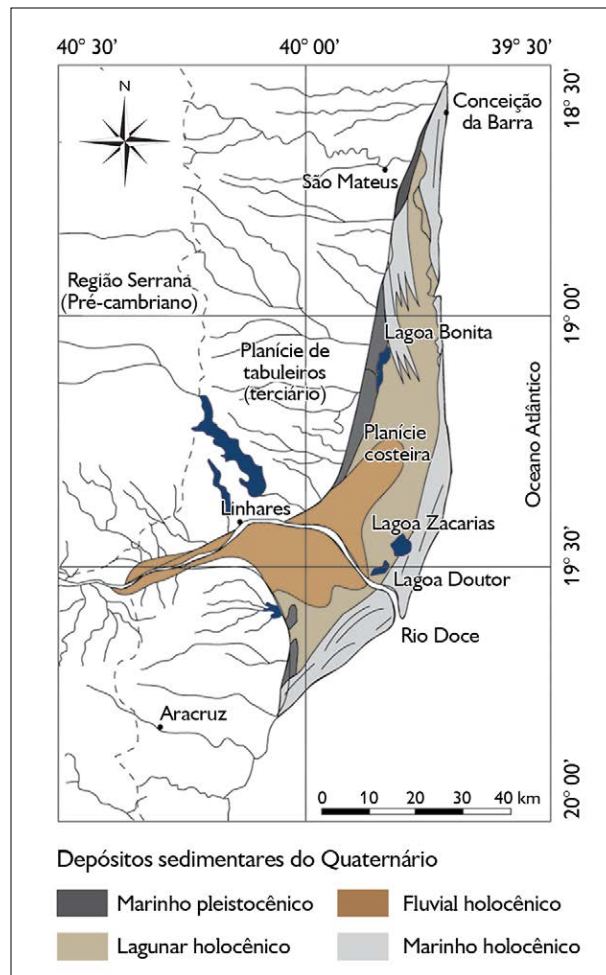 40° 30'
40° 00'
39° 30'
N
18° 30'
Conceição
da Barra
São Mateus
Região Serrana
(Pré-cambriano)
19° 00'
Lagoa Bonita
Planície de
tabuleiros
(terciário)
Oceano Atlântico
Planície
costeira
Linhares
Lagoa Zacarias
19° 30'
Lagoa Doutor
Rio Doce
Aracruz
20° 00'
0 10 20 30 40 km
Depósitos sedimentares do Quaternário
Marinho pleistocênico
Fluvial holocênico
Lagunar holocênico
Marinho holocênico